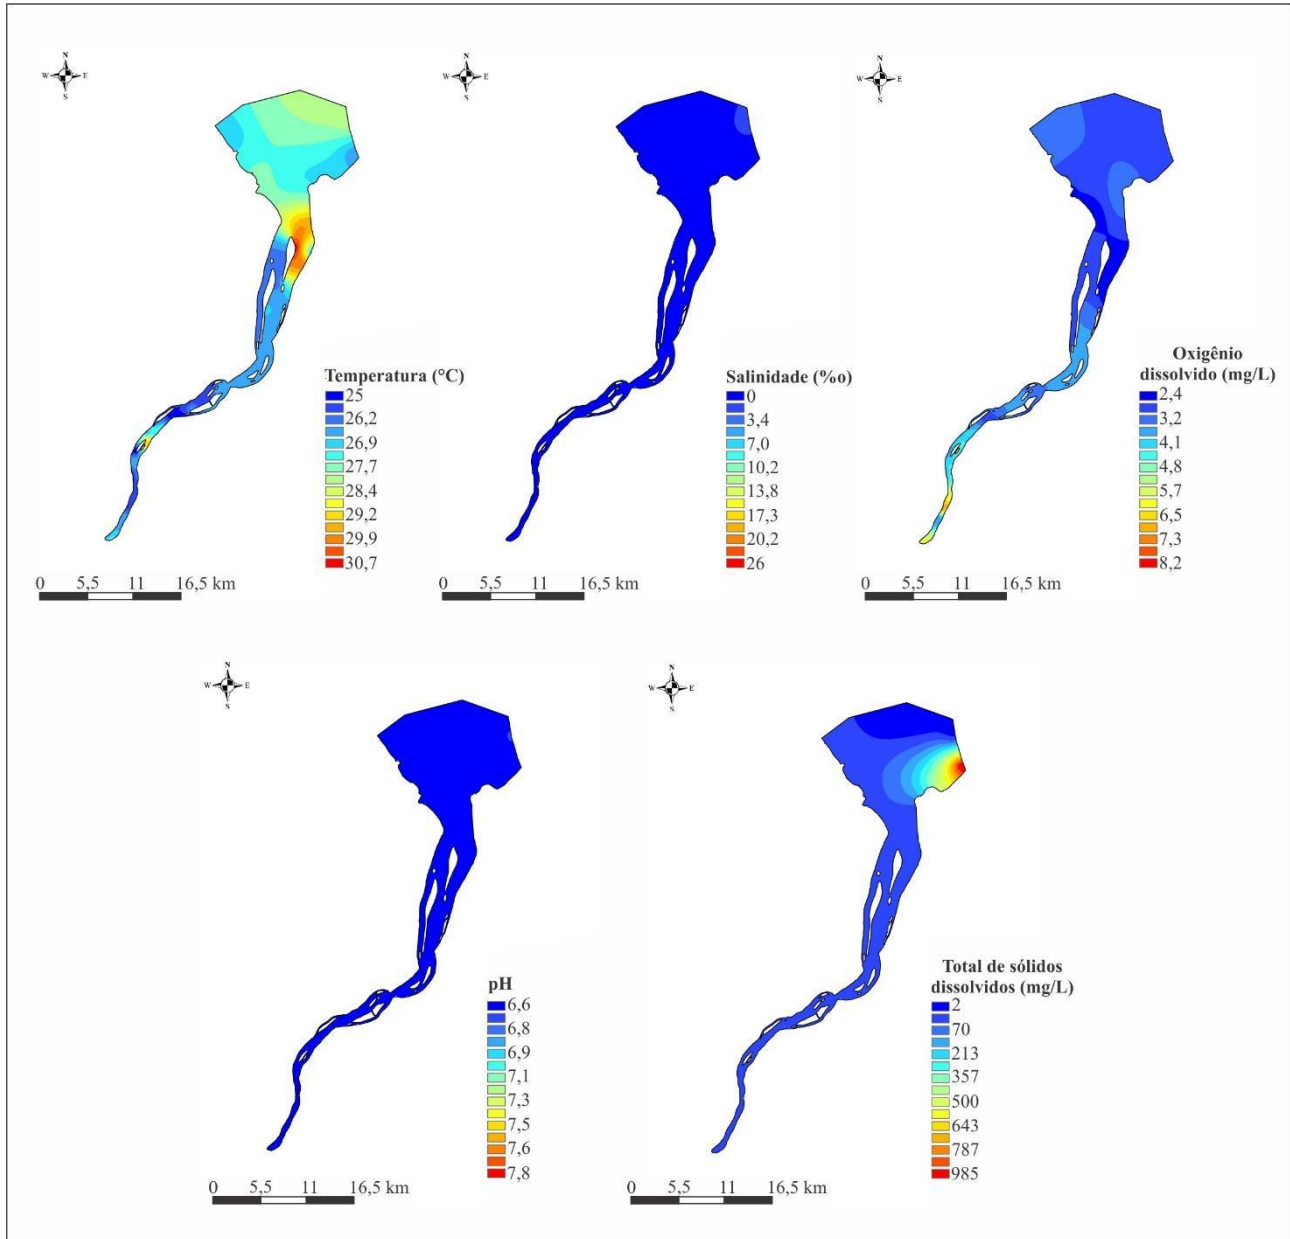 N
W E
S
Temperatura (°C)
25
26,2
26,9
27,7
28,4
29,2
29,9
30,7
0 5,5 11 16,5 km
N
W E
S
Salinidade (%o)
0
3,4
7,0
10,2
13,8
17,3
20,2
26
0 5,5 11 16,5 km
N
W E
S
Oxigênio
dissolvido (mg/L)
2,4
3,2
4,1
4,8
5,7
6,5
7,3
8,2
0 5,5 11 16,5 km
N
W E
S
pH
6,6
6,8
6,9
7,1
7,3
7,5
7,6
7,8
0 5,5 11 16,5 km
N
W E
S
Total de sólidos
dissolvidos (mg/L)
2
70
213
357
500
643
787
985
0 5,5 11 16,5 km